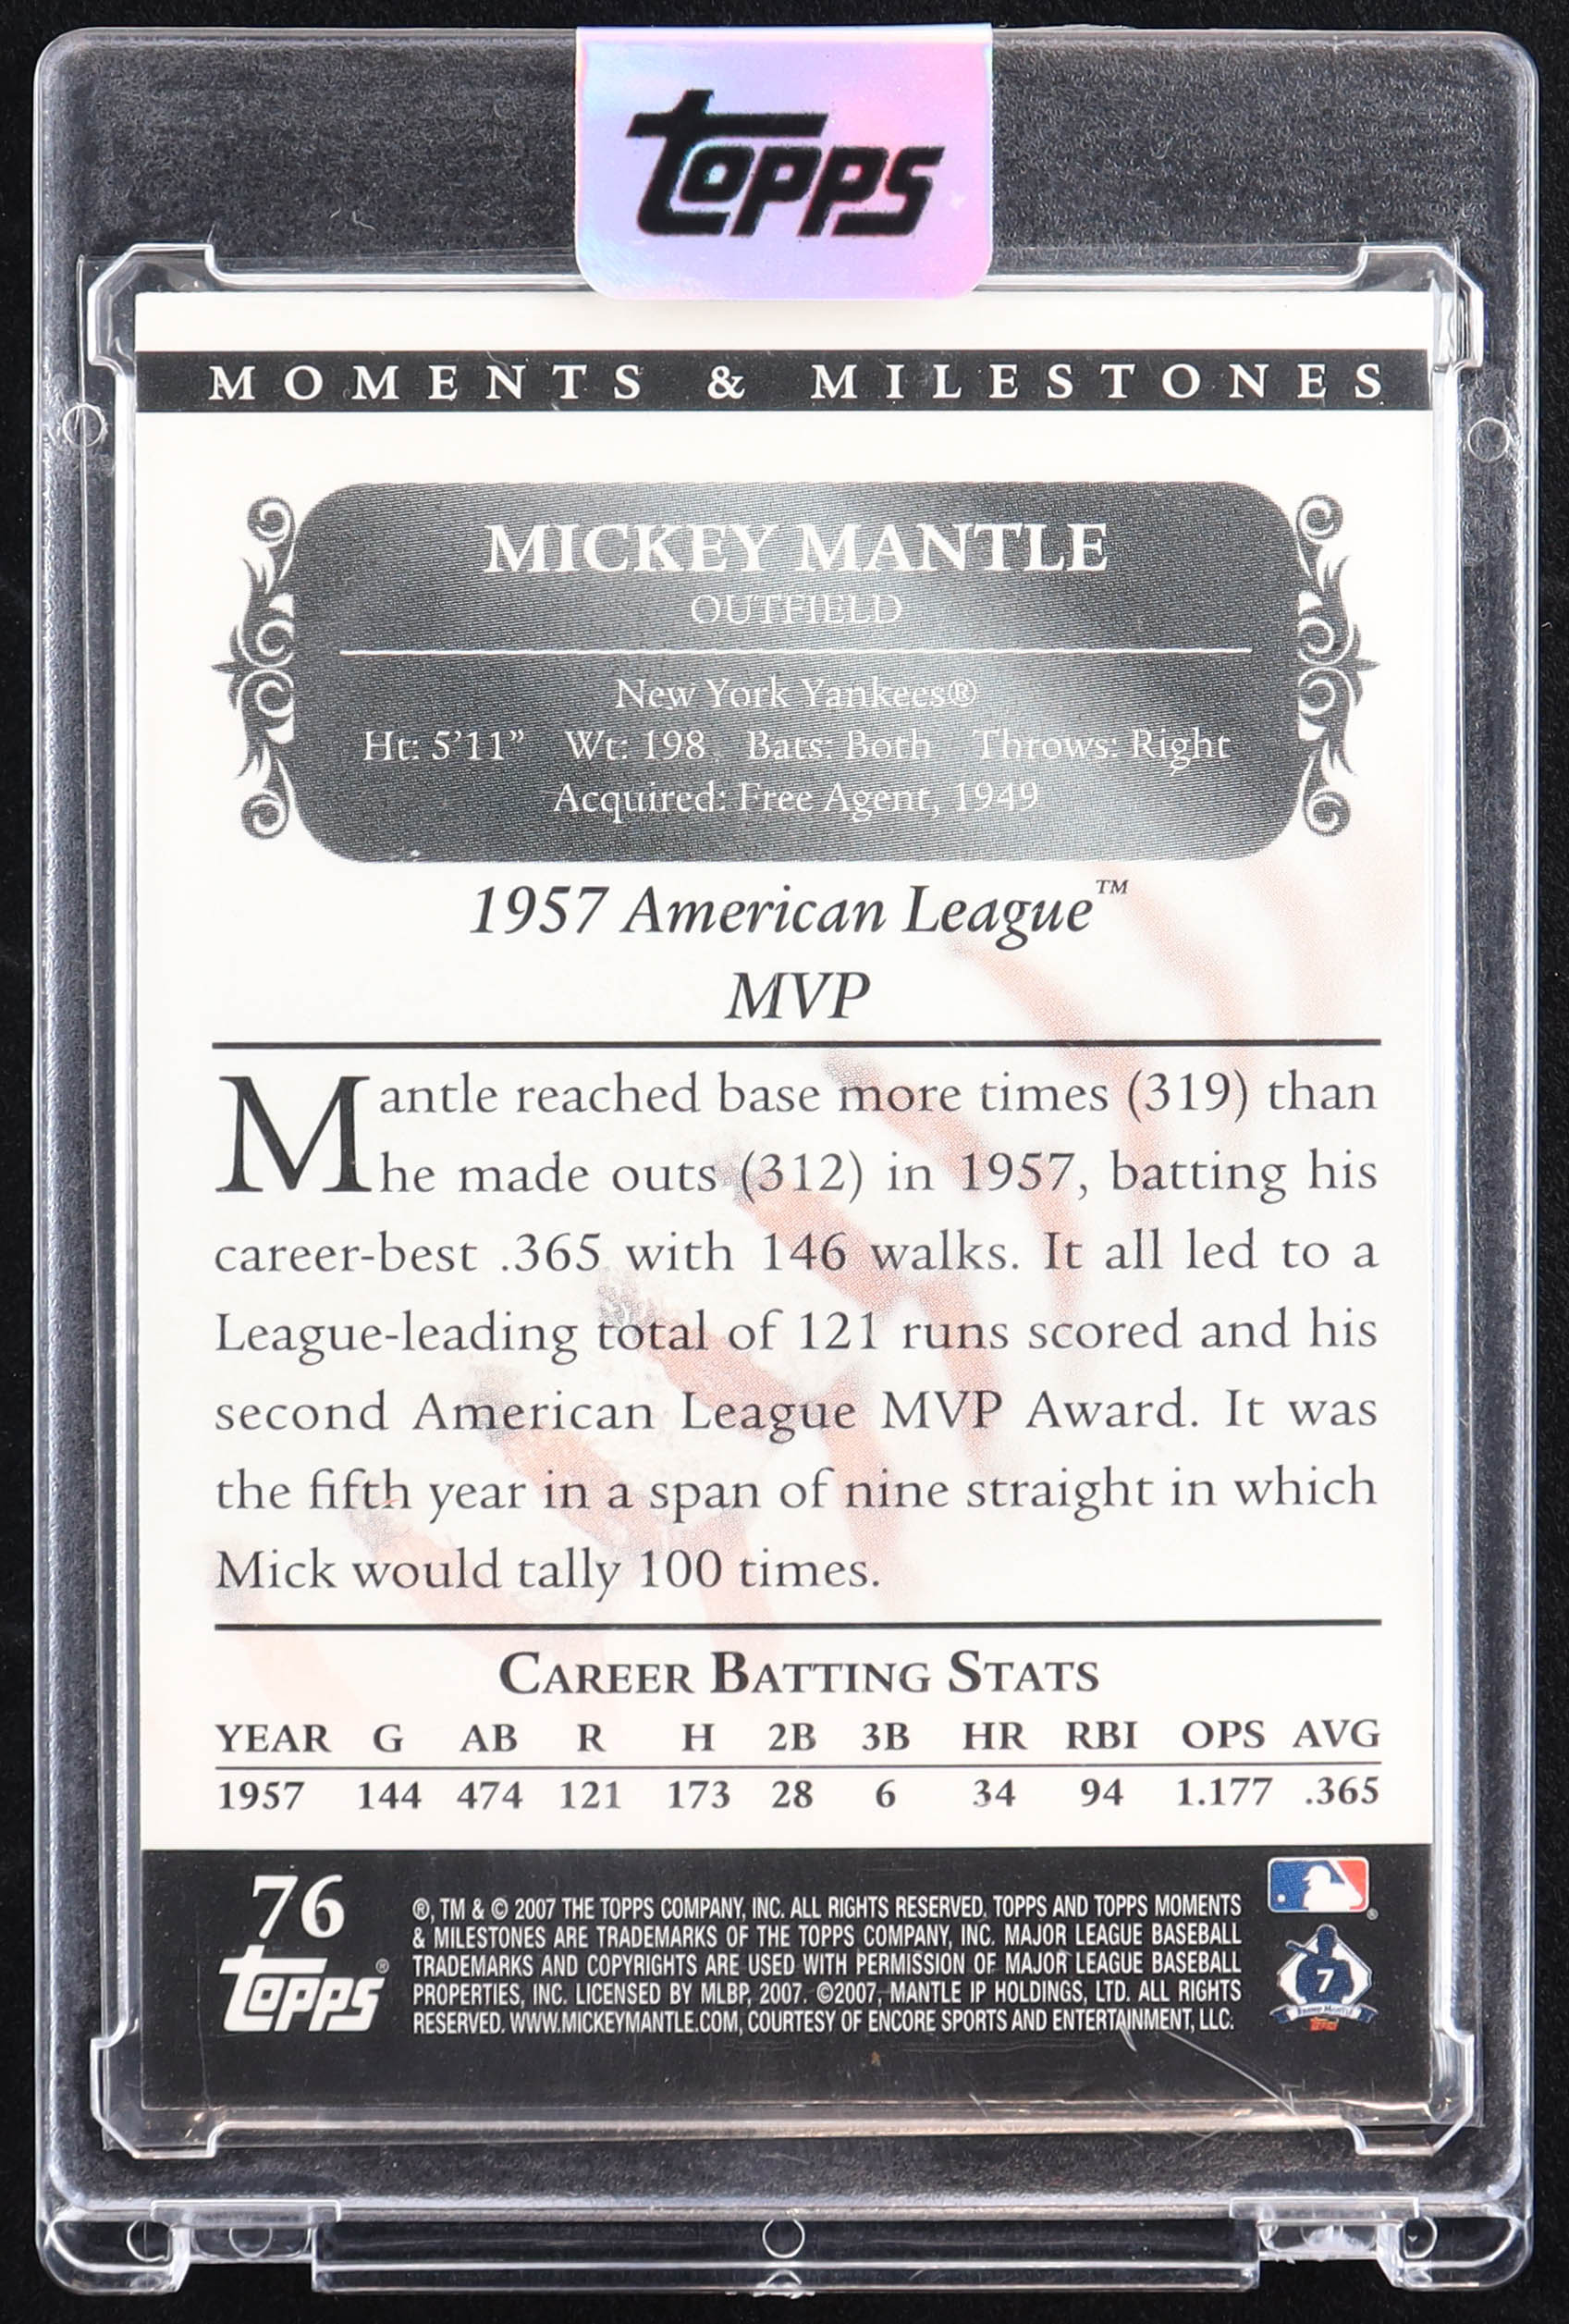 Topps
MOMENTS & MILESTONES
MICKEY MANTLE
OUTFIELD
New York Yankees®
Ht: 5'11" Wt: 198 Bats: Both Throws: Right
Acquired: Free Agent, 1949
1957 American League™
MVP
Mantle reached base more times (319) than
he made outs (312) in 1957, batting his
career-best .365 with 146 walks. It all led to a
League-leading total of 121 runs scored and his
second American League MVP Award. It was
the fifth year in a span of nine straight in which
Mick would tally 100 times.
CAREER BATTING STATS
YEAR G AB R H 2B 3B HR RBI OPS AVG
1957 144 474 121 173 28 6 34 94 1.177 .365
76
Topps®
®, TM & © 2007 THE TOPPS COMPANY, INC. ALL RIGHTS RESERVED. TOPPS AND TOPPS MOMENTS
& MILESTONES ARE TRADEMARKS OF THE TOPPS COMPANY, INC. MAJOR LEAGUE BASEBALL
TRADEMARKS AND COPYRIGHTS ARE USED WITH PERMISSION OF MAJOR LEAGUE BASEBALL
PROPERTIES, INC. LICENSED BY MLBP, 2007. ©2007, MANTLE IP HOLDINGS, LTD. ALL RIGHTS
RESERVED. WWW.MICKEYMANTLE.COM, COURTESY OF ENCORE SPORTS AND ENTERTAINMENT, LLC.
®
7
Topps